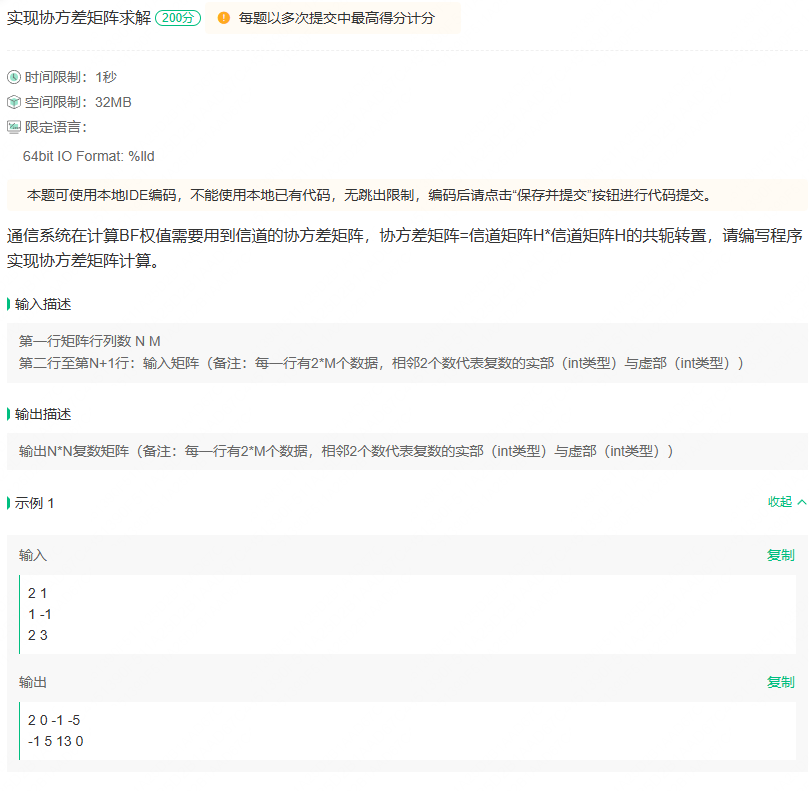 实现协方差矩阵求解 200分 每题以多次提交中最高得分计分
时间限制：1秒
空间限制：32MB
限定语言：
64bit IO Format: %lld
本题可使用本地IDE编码，不能使用本地已有代码，无跳出限制，编码后请点击“保存并提交”按钮进行代码提交。
通信系统在计算BF权值需要用到信道的协方差矩阵，协方差矩阵=信道矩阵H*信道矩阵H的共轭转置，请编写程序
实现协方差矩阵计算。
输入描述
第一行矩阵行列数 N M
第二行至第N+1行：输入矩阵（备注：每一行有2*M个数据，相邻2个数代表复数的实部（int类型）与虚部（int类型））
输出描述
输出N*N复数矩阵（备注：每一行有2*M个数据，相邻2个数代表复数的实部（int类型）与虚部（int类型））
示例 1 收起
输入 复制
2 1
1 -1
2 3
输出 复制
2 0 -1 -5
-1 5 13 0